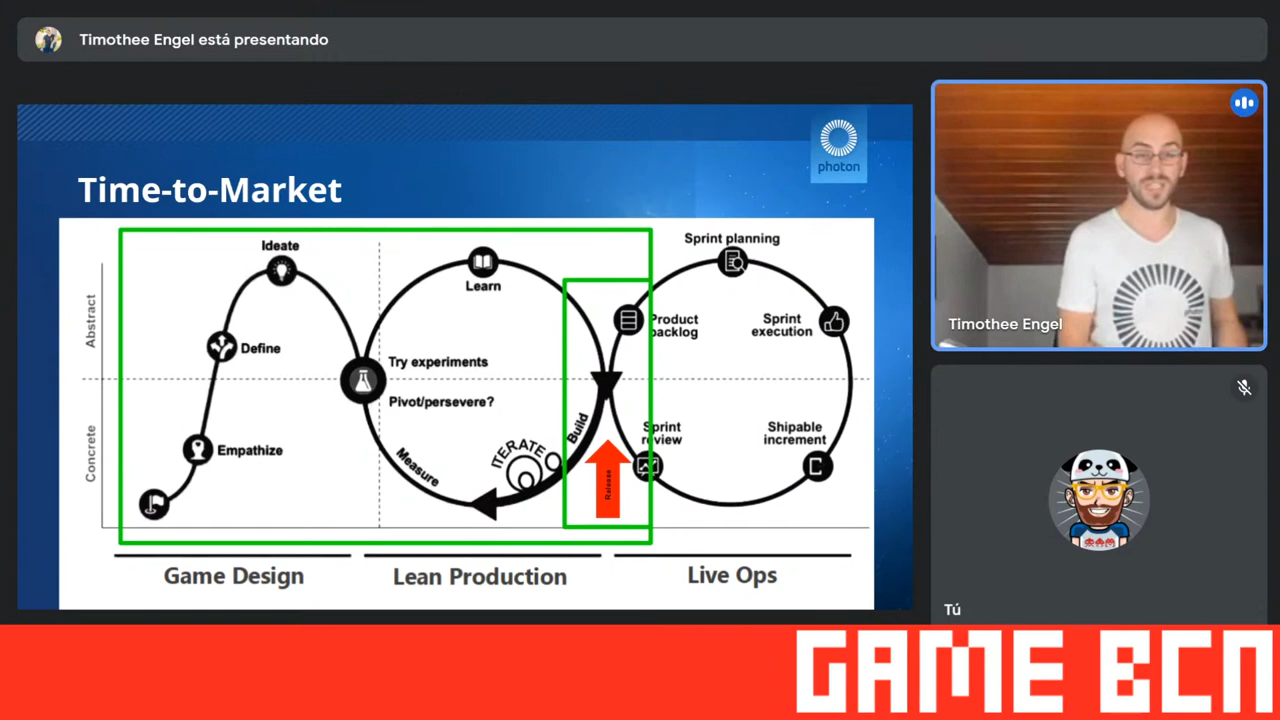 Timothee Engel está presentando
photon
Time-to-Market
Ideate
Define
Empathize
Abstract
Concrete
Learn
Try experiments
Pivot/persevere?
Measure
ITERATE
Build
Release
Sprint planning
Product
backlog
Sprint
execution
Sprint
review
Shipable
increment
Game Design
Lean Production
Live Ops
Timothee Engel
photon
Tú
GAME BCN